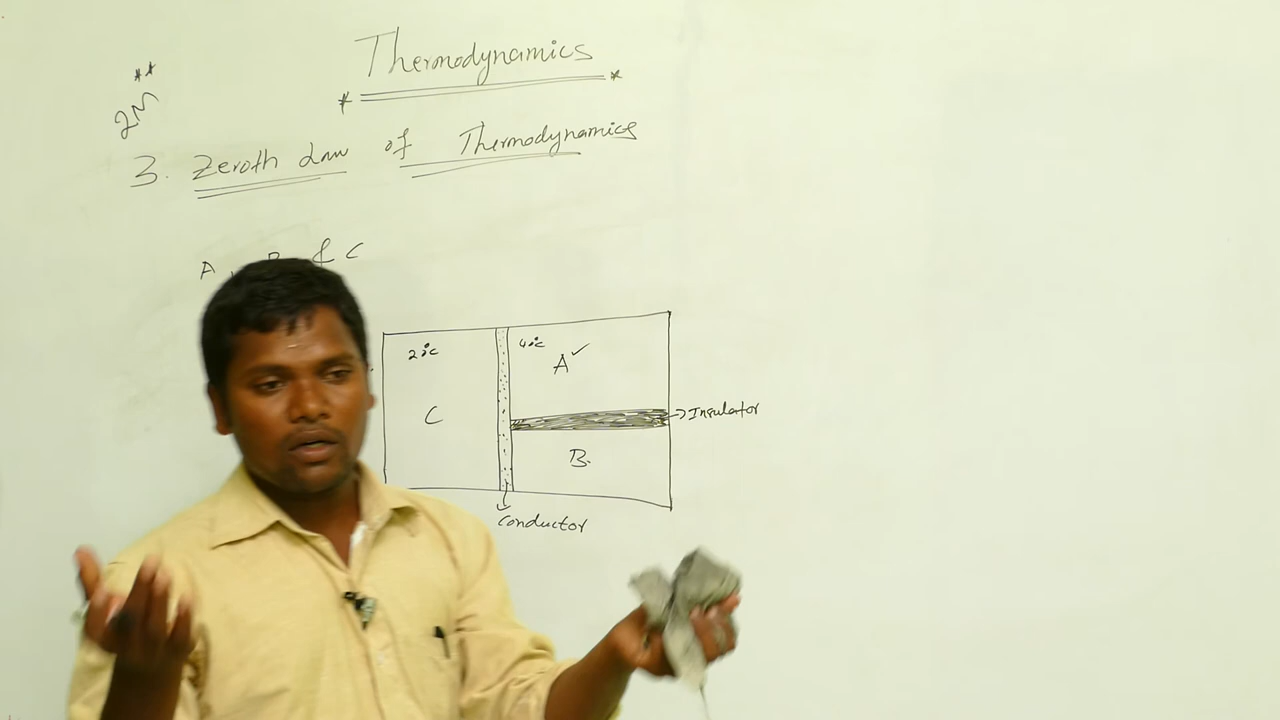 Thermodynamics
2M
3. Zeroth Law of Thermodynamics
A, B & C
20°C
40°C
A
C
Insulator
B
Conductor